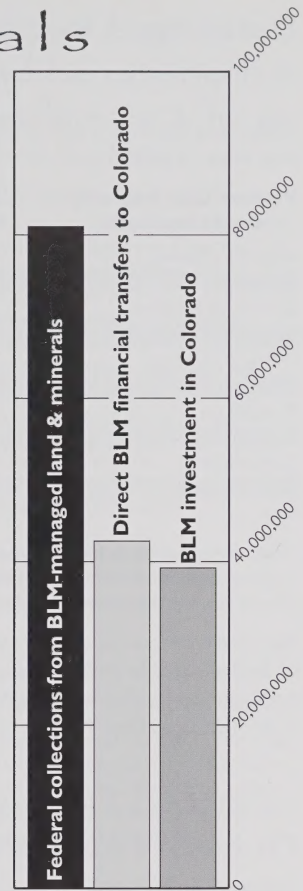 als
Federal collections from BLM-managed land & minerals
Direct BLM financial transfers to Colorado
BLM investment in Colorado
100,000,000
80,000,000
60,000,000
40,000,000
20,000,000
0